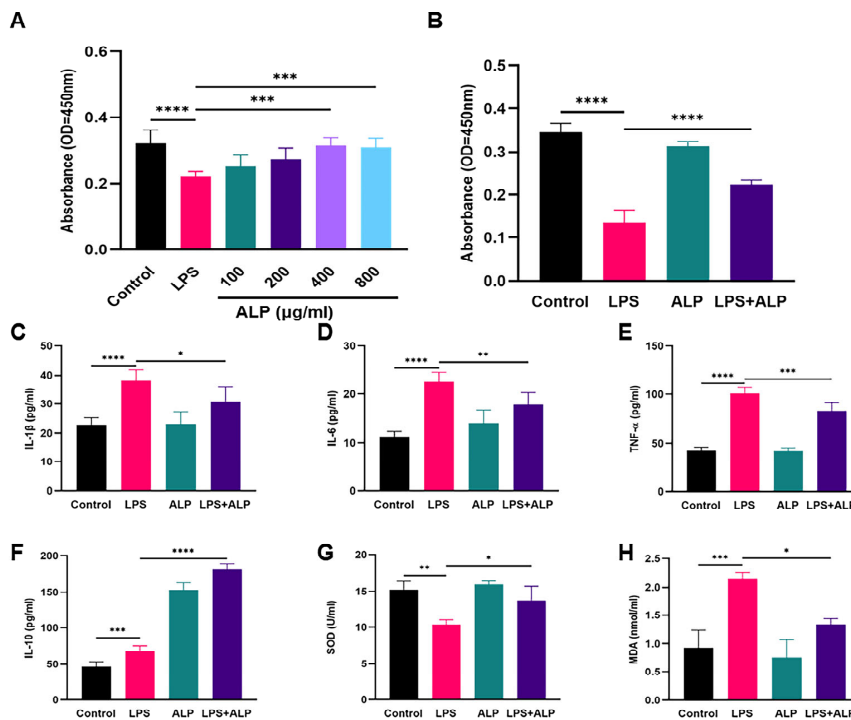 A
Absorbance (OD=450nm)
0.6
0.4
0.2
0.0
****
***
***
Control
LPS
100
200
400
800
ALP (μg/ml)
B
Absorbance (OD=450nm)
0.5
0.4
0.3
0.2
0.1
0.0
****
****
Control
LPS
ALP
LPS+ALP
C
IL-1β (pg/ml)
50
40
30
20
10
0
****
*
Control
LPS
ALP
LPS+ALP
D
IL-6 (pg/ml)
30
20
10
0
****
**
Control
LPS
ALP
LPS+ALP
E
TNF-α (pg/ml)
150
100
50
0
****
***
Control
LPS
ALP
LPS+ALP
F
IL-10 (pg/ml)
200
150
100
50
0
***
****
Control
LPS
ALP
LPS+ALP
G
SOD (U/ml)
20
15
10
5
0
**
*
Control
LPS
ALP
LPS+ALP
H
MDA (nmol/ml)
2.5
2.0
1.5
1.0
0.5
0.0
***
*
Control
LPS
ALP
LPS+ALP